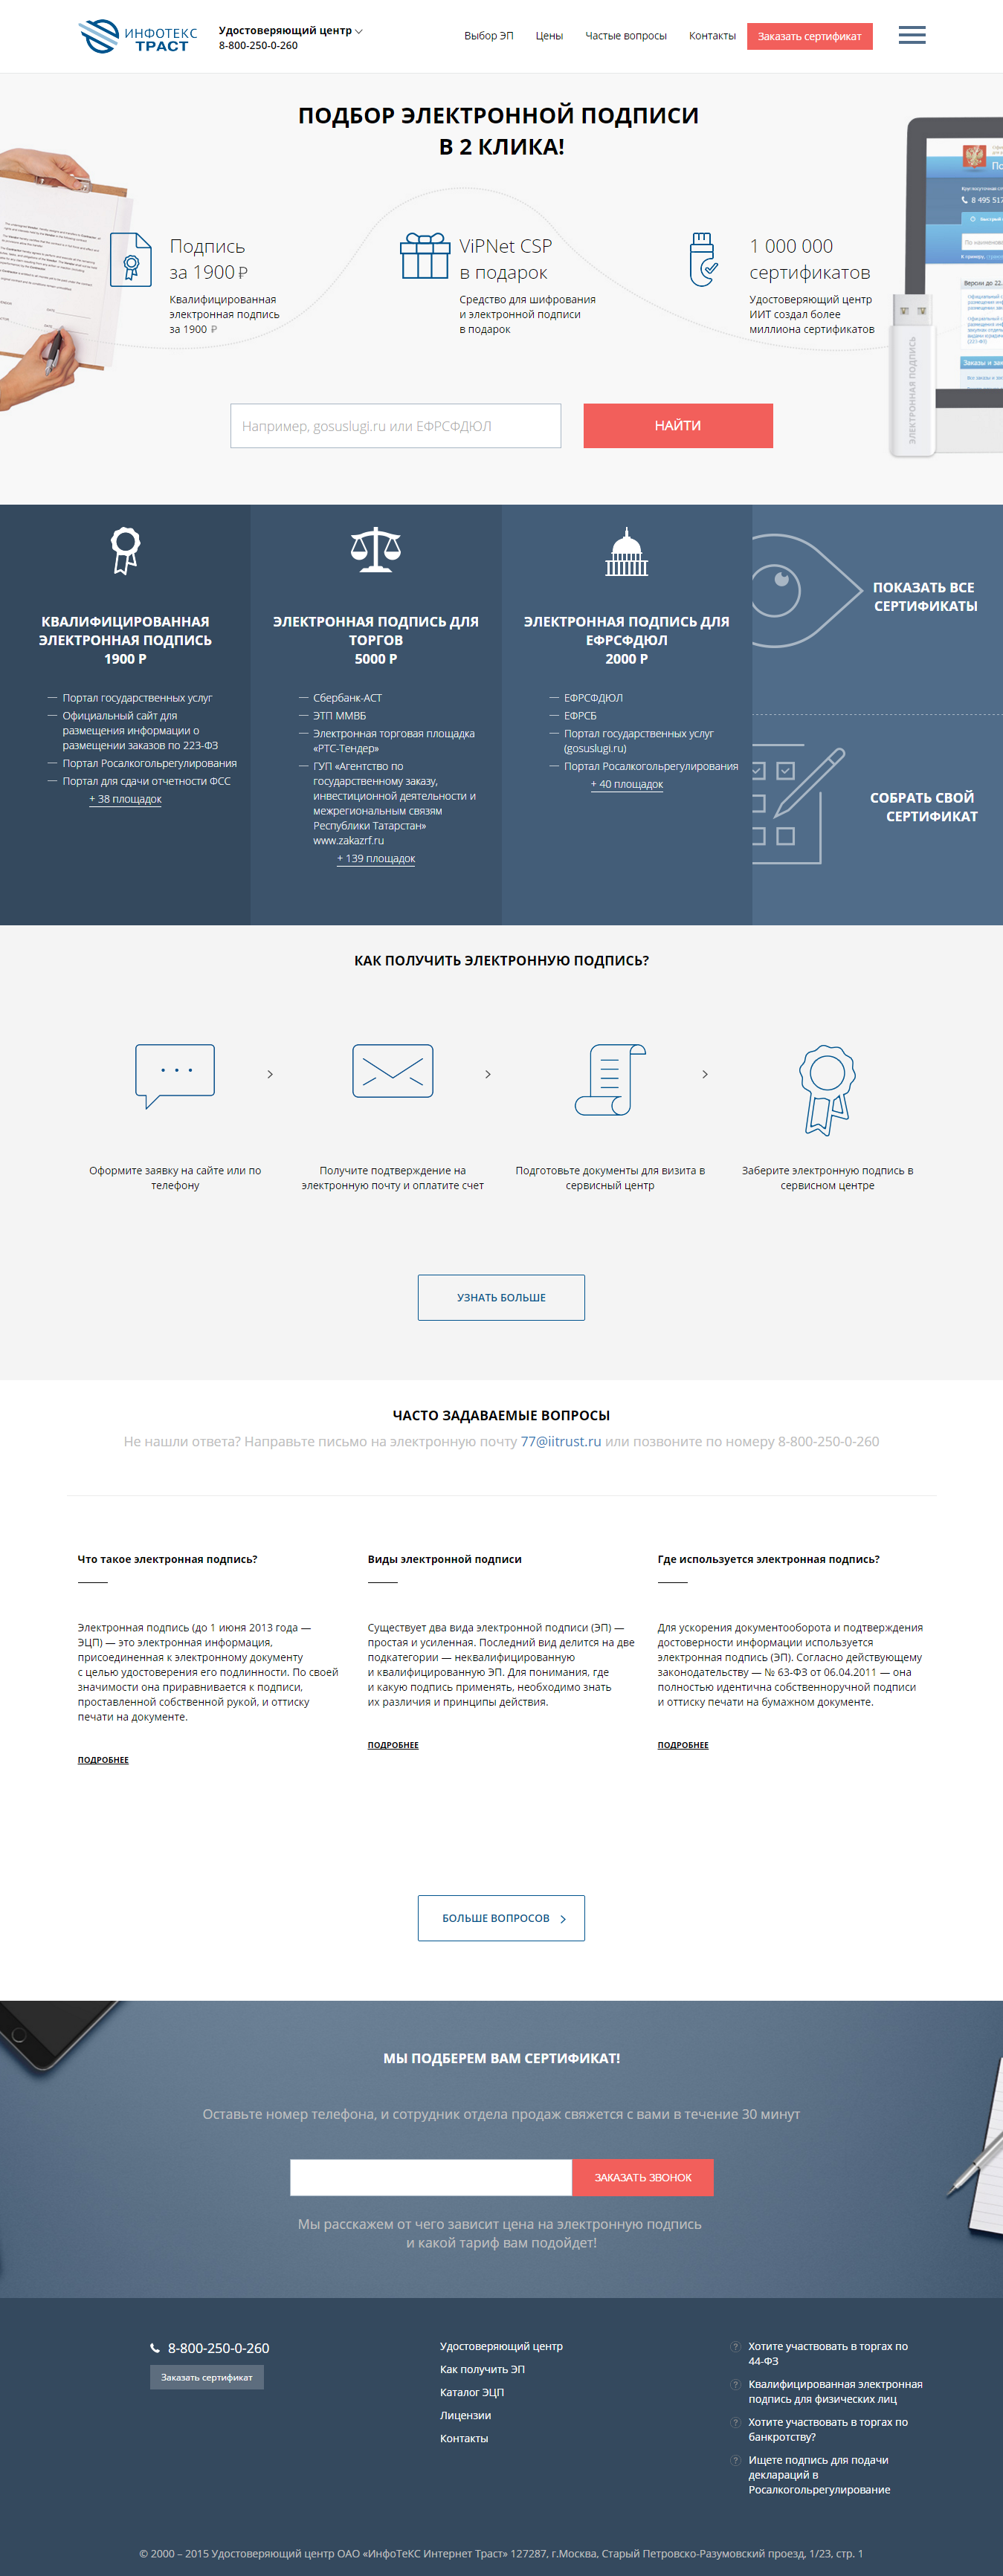 ИНФОТЕКС
ТРАСТ
Удостоверяющий центр
8-800-250-0-260
Выбор ЭП
Цены
Частые вопросы
Контакты
Заказать сертификат
ПОДБОР ЭЛЕКТРОННОЙ ПОДПИСИ
В 2 КЛИКА!
Подпись
за 1900 ₽
Квалифицированная
электронная подпись
за 1900 ₽
ViPNet CSP
в подарок
Средство для шифрования
и электронной подписи
в подарок
1 000 000
сертификатов
Удостоверяющий центр
ИИТ создал более
миллиона сертификатов
8 495 517
ЭЛЕКТРОННАЯ ПОДПИСЬ
Например, gosuslugi.ru или ЕФРСФДЮЛ
НАЙТИ
КВАЛИФИЦИРОВАННАЯ
ЭЛЕКТРОННАЯ ПОДПИСЬ
1900 Р
— Портал государственных услуг
— Официальный сайт для
размещения информации о
размещении заказов по 223-ФЗ
— Портал Росалкогольрегулирования
— Портал для сдачи отчетности ФСС
+ 38 площадок
ЭЛЕКТРОННАЯ ПОДПИСЬ ДЛЯ
ТОРГОВ
5000 Р
— Сбербанк-АСТ
— ЭТП ММВБ
— Электронная торговая площадка
«РТС-Тендер»
— ГУП «Агентство по
государственному заказу,
инвестиционной деятельности и
межрегиональным связям
Республики Татарстан»
www.zakazrf.ru
+ 139 площадок
ЭЛЕКТРОННАЯ ПОДПИСЬ ДЛЯ
ЕФРСФДЮЛ
2000 Р
— ЕФРСФДЮЛ
— ЕФРСБ
— Портал государственных услуг
(gosuslugi.ru)
— Портал Росалкогольрегулирования
+ 40 площадок
ПОКАЗАТЬ ВСЕ
СЕРТИФИКАТЫ
СОБРАТЬ СВОЙ
СЕРТИФИКАТ
КАК ПОЛУЧИТЬ ЭЛЕКТРОННУЮ ПОДПИСЬ?
Оформите заявку на сайте или по
телефону
Получите подтверждение на
электронную почту и оплатите счет
Подготовьте документы для визита в
сервисный центр
Заберите электронную подпись в
сервисном центре
УЗНАТЬ БОЛЬШЕ
ЧАСТО ЗАДАВАЕМЫЕ ВОПРОСЫ
Не нашли ответа? Направьте письмо на электронную почту 77@iitrust.ru или позвоните по номеру 8-800-250-0-260
Что такое электронная подпись?
Электронная подпись (до 1 июня 2013 года —
ЭЦП) — это электронная информация,
присоединенная к электронному документу
с целью удостоверения его подлинности. По своей
значимости она приравнивается к подписи,
проставленной собственной рукой, и оттиску
печати на документе.
ПОДРОБНЕЕ
Виды электронной подписи
Существует два вида электронной подписи (ЭП) —
простая и усиленная. Последний вид делится на две
подкатегории — неквалифицированную
и квалифицированную ЭП. Для понимания, где
и какую подпись применять, необходимо знать
их различия и принципы действия.
ПОДРОБНЕЕ
Где используется электронная подпись?
Для ускорения документооборота и подтверждения
достоверности информации используется
электронная подпись (ЭП). Согласно действующему
законодательству — № 63-ФЗ от 06.04.2011 — она
полностью идентична собственноручной подписи
и оттиску печати на бумажном документе.
ПОДРОБНЕЕ
БОЛЬШЕ ВОПРОСОВ
МЫ ПОДБЕРЕМ ВАМ СЕРТИФИКАТ!
Оставьте номер телефона, и сотрудник отдела продаж свяжется с вами в течение 30 минут
ЗАКАЗАТЬ ЗВОНОК
Мы расскажем от чего зависит цена на электронную подпись
и какой тариф вам подойдет!
8-800-250-0-260
Заказать сертификат
Удостоверяющий центр
Как получить ЭП
Каталог ЭЦП
Лицензии
Контакты
Хотите участвовать в торгах по
44-ФЗ
Квалифицированная электронная
подпись для физических лиц
Хотите участвовать в торгах по
банкротству?
Ищете подпись для подачи
деклараций в
Росалкогольрегулирование
© 2000 – 2015 Удостоверяющий центр ОАО «ИнфоТеКС Интернет Траст» 127287, г.Москва, Старый Петровско-Разумовский проезд, 1/23, стр. 1